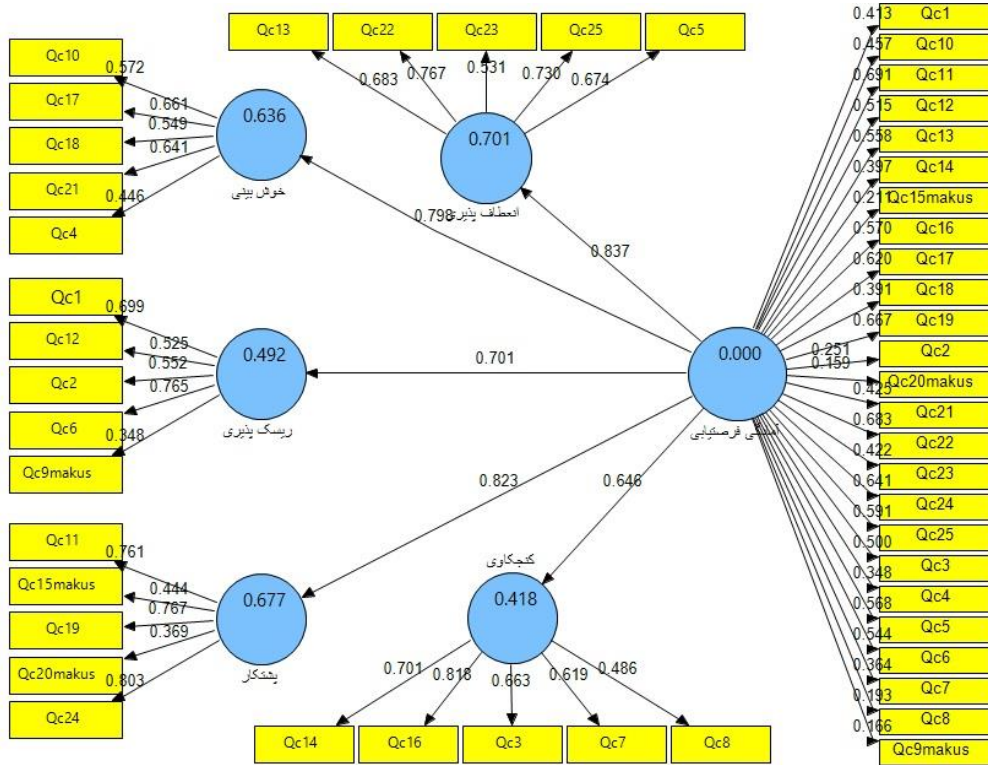 Qc13
Qc22
Qc23
Qc25
Qc5
0.683
0.767
0.531
0.730
0.674
0.701
انعطاف پذیری
Qc10
Qc17
Qc18
Qc21
Qc4
0.572
0.661
0.549
0.641
0.446
0.636
خوش بینی
0.798
0.837
Qc1
Qc12
Qc2
Qc6
Qc9makus
0.699
0.525
0.552
0.765
0.348
0.492
ریسک پذیری
0.701
0.000
آمادگی فرصتیابی
0.823
0.646
Qc11
Qc15makus
Qc19
Qc20makus
Qc24
0.761
0.444
0.767
0.369
0.803
0.677
پشتکار
کنجکاوی
0.418
0.701
0.818
0.663
0.619
0.486
Qc14
Qc16
Qc3
Qc7
Qc8
0.413
Qc1
0.457
Qc10
0.691
Qc11
0.515
Qc12
0.558
Qc13
0.397
Qc14
0.211
Qc15makus
0.570
Qc16
0.620
Qc17
0.391
Qc18
0.667
Qc19
0.251
Qc2
0.159
Qc20makus
0.425
Qc21
0.683
Qc22
0.422
Qc23
0.641
Qc24
0.591
Qc25
0.500
Qc3
0.348
Qc4
0.568
Qc5
0.544
Qc6
0.364
Qc7
0.193
Qc8
0.166
Qc9makus